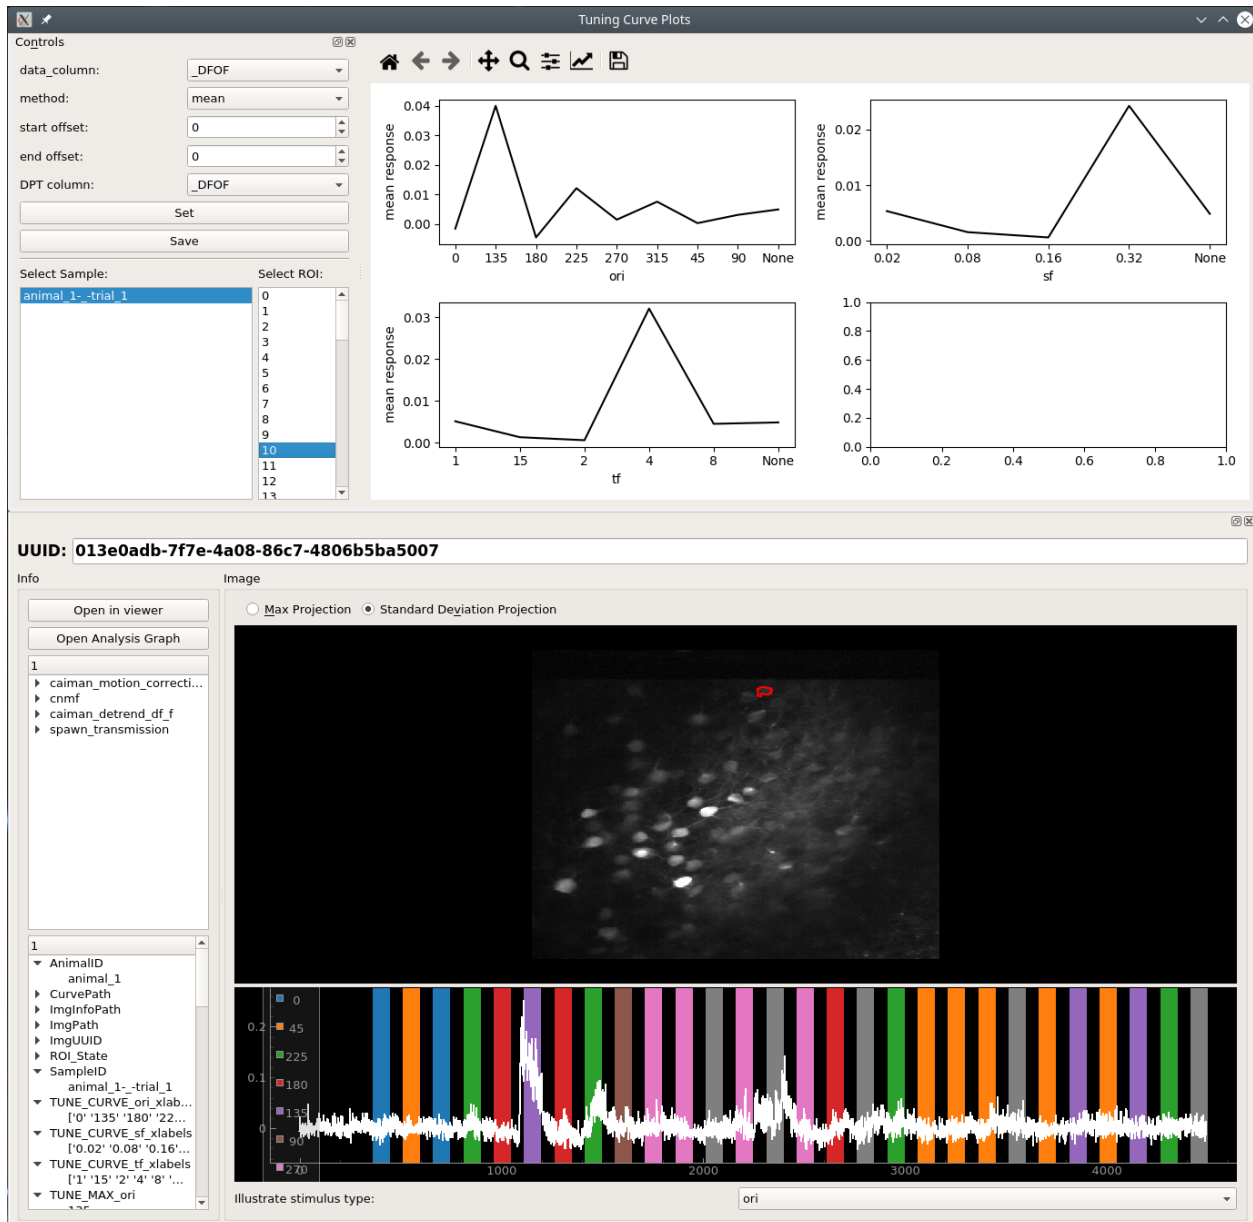 Tuning Curve Plots
Controls
data_column:
_DFOF
method:
mean
start offset:
0
end offset:
0
DPT column:
_DFOF
Set
Save
Select Sample:
Select ROI:
animal_1-_-trial_1
0
1
2
3
4
5
6
7
8
9
10
11
12
13
0.04
0.03
0.02
0.01
0.00
mean response
0 135 180 225 270 315 45 90 None
ori
0.02
0.01
0.00
mean response
0.02 0.08 0.16 0.32 None
sf
0.03
0.02
0.01
0.00
mean response
1 15 2 4 8 None
tf
1.0
0.8
0.6
0.4
0.2
0.0
0.0 0.2 0.4 0.6 0.8 1.0
UUID: 013e0adb-7f7e-4a08-86c7-4806b5ba5007
Info
Open in viewer
Open Analysis Graph
1
caiman_motion_correcti...
cnmf
caiman_detrend_df_f
spawn_transmission
1
AnimalID
animal_1
CurvePath
ImgInfoPath
ImgPath
ImgUUID
ROI_State
SampleID
animal_1-_-trial_1
TUNE_CURVE_ori_xlab...
['0' '135' '180' '22...
TUNE_CURVE_sf_xlabels
['0.02' '0.08' '0.16'...
TUNE_CURVE_tf_xlabels
['1' '15' '2' '4' '8' '...
TUNE_MAX_ori
135
Image
Max Projection
Standard Deviation Projection
0.2
0.1
0
0
45
225
180
135
90
270
0 1000 2000 3000 4000
Illustrate stimulus type:
ori